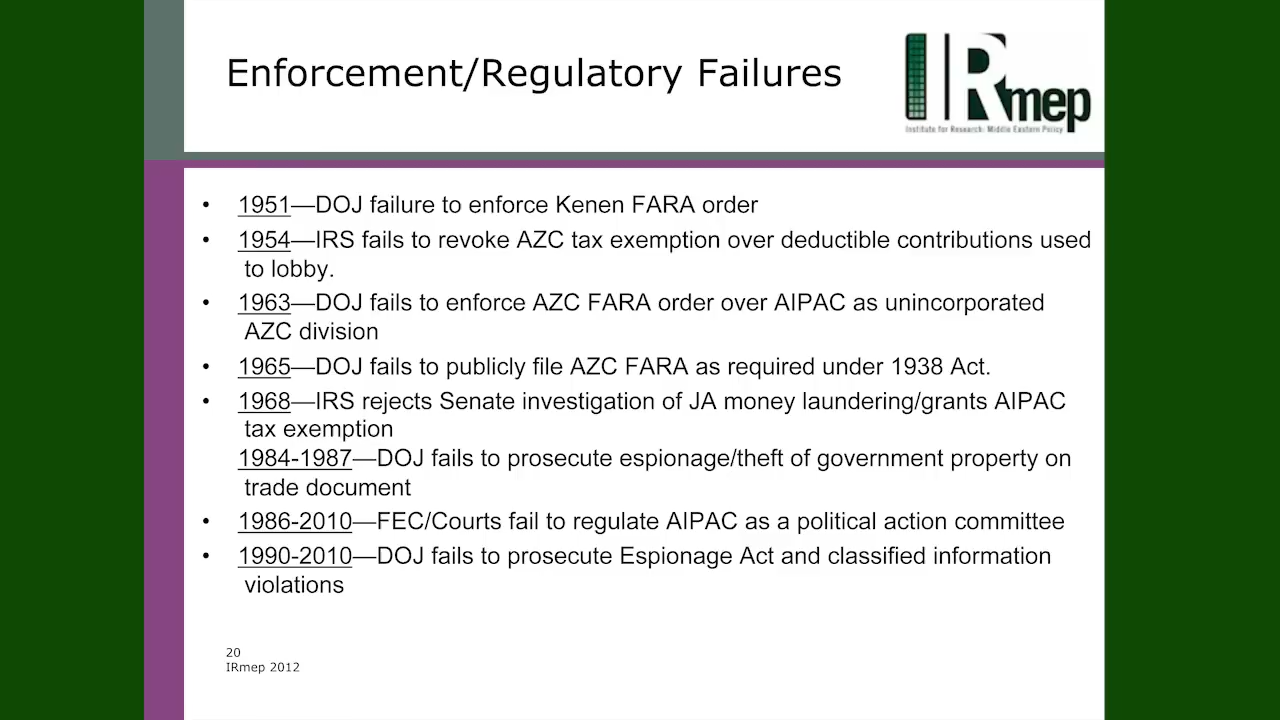 Enforcement/Regulatory Failures
IRmep
Institute for Research: Middle Eastern Policy
• 1951—DOJ failure to enforce Kenen FARA order
• 1954—IRS fails to revoke AZC tax exemption over deductible contributions used
to lobby.
• 1963—DOJ fails to enforce AZC FARA order over AIPAC as unincorporated
AZC division
• 1965—DOJ fails to publicly file AZC FARA as required under 1938 Act.
• 1968—IRS rejects Senate investigation of JA money laundering/grants AIPAC
tax exemption
1984-1987—DOJ fails to prosecute espionage/theft of government property on
trade document
• 1986-2010—FEC/Courts fail to regulate AIPAC as a political action committee
• 1990-2010—DOJ fails to prosecute Espionage Act and classified information
violations
20
IRmep 2012